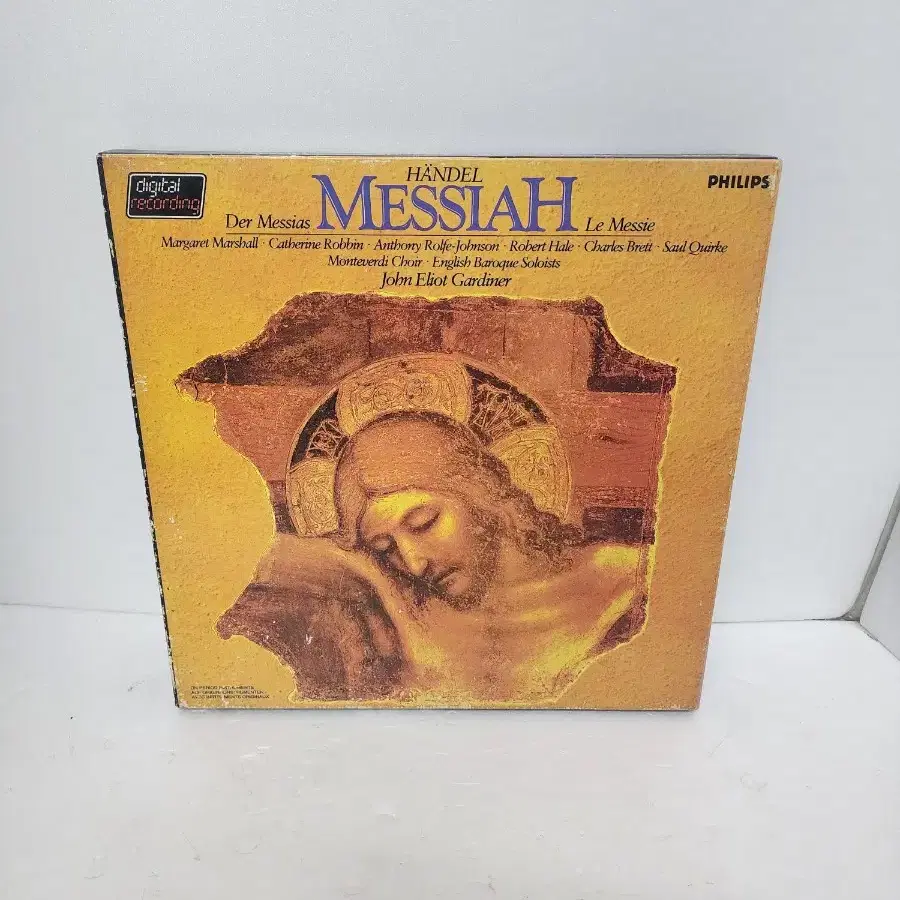 HÄNDEL
digital
recording
MESSIAH
PHILIPS
Der Messias
Le Messie
Margaret Marshall · Catherine Robbin · Anthony Rolfe-Johnson · Robert Hale · Charles Brett · Saul Quirke
Monteverdi Choir · English Baroque Soloists
John Eliot Gardiner